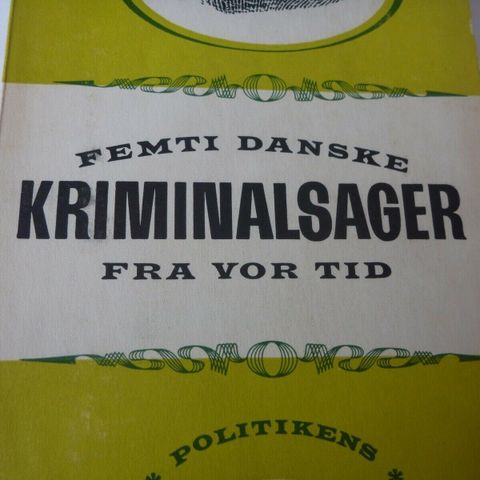 FEMTI DANSKE
KRIMINALSAGER
FRA VOR TID
* POLITIKENS *